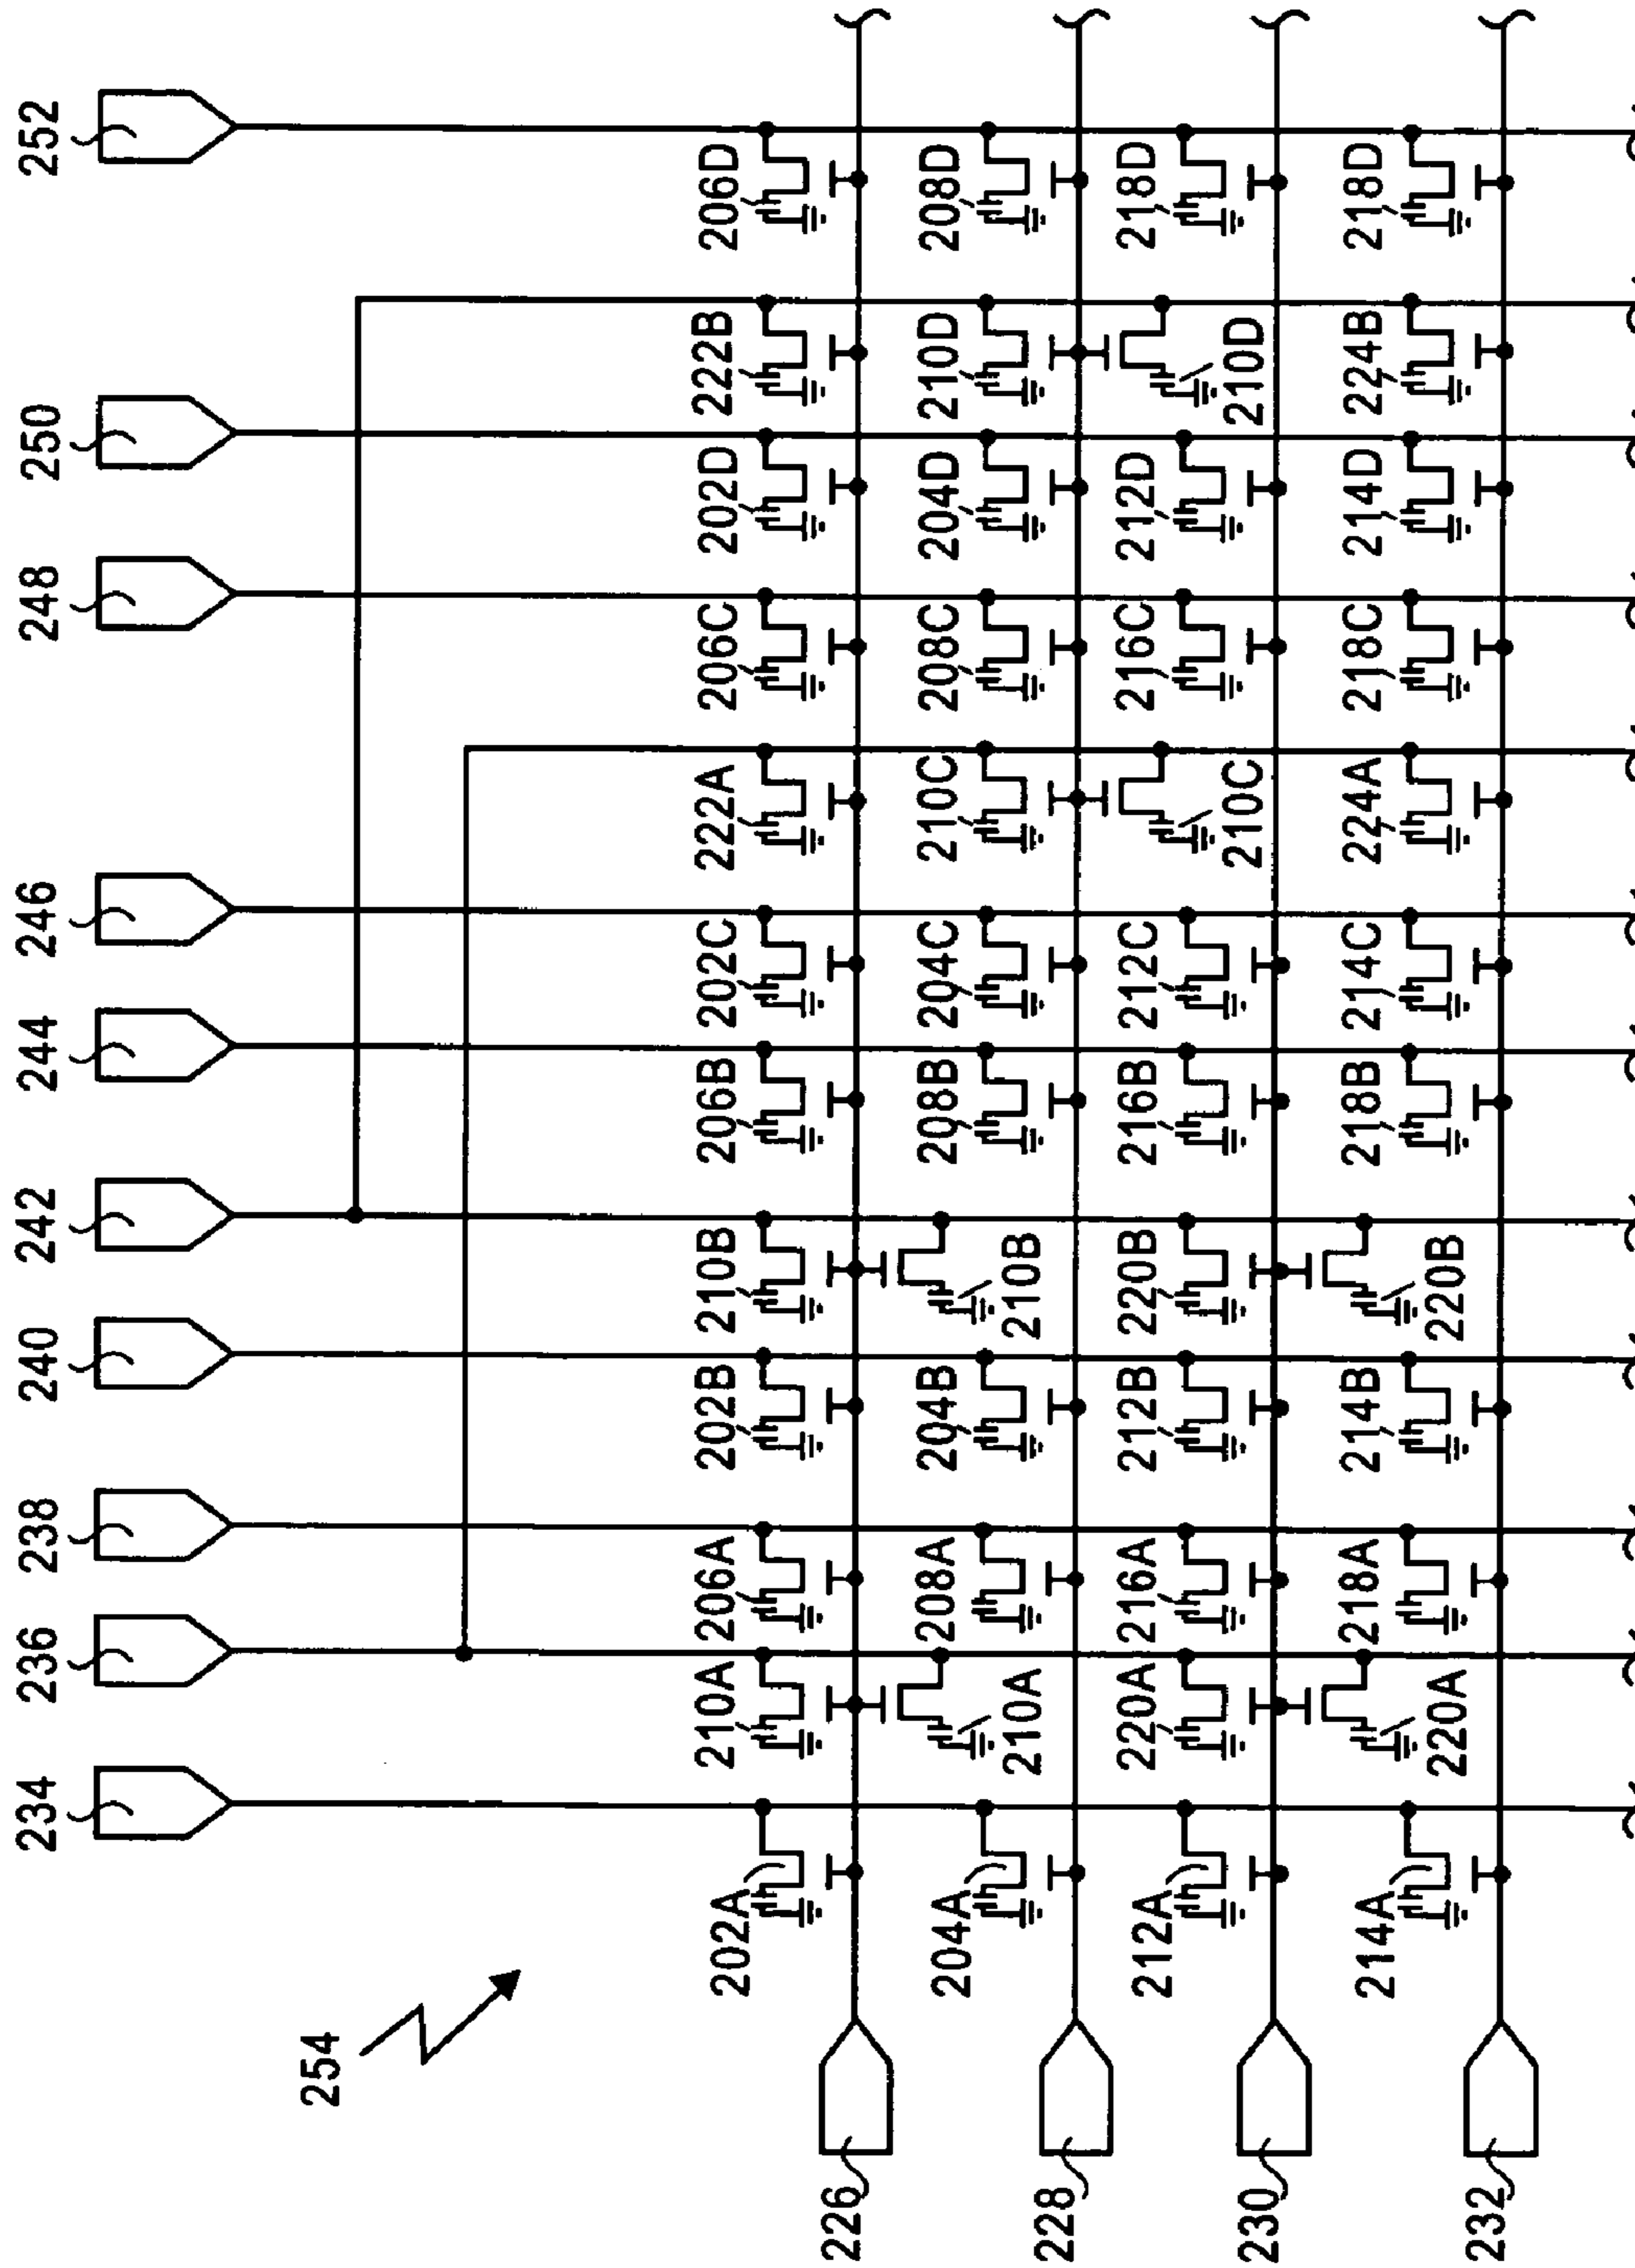 234 236 238 240 242 244 246 248 250 252
254
202A 210A 206A 202B 210B 206B 202C 222A 206C 202D 222B 206D
226
204A 208A 204B 208B 204C 210C 208C 204D 210D 208D
210A 210B
228
212A 220A 216A 212B 220B 216B 212C 216C 212D 218D
210C 210D
230
214A 218A 214B 218B 214C 224A 218C 214D 224B 218D
220A 220B
232